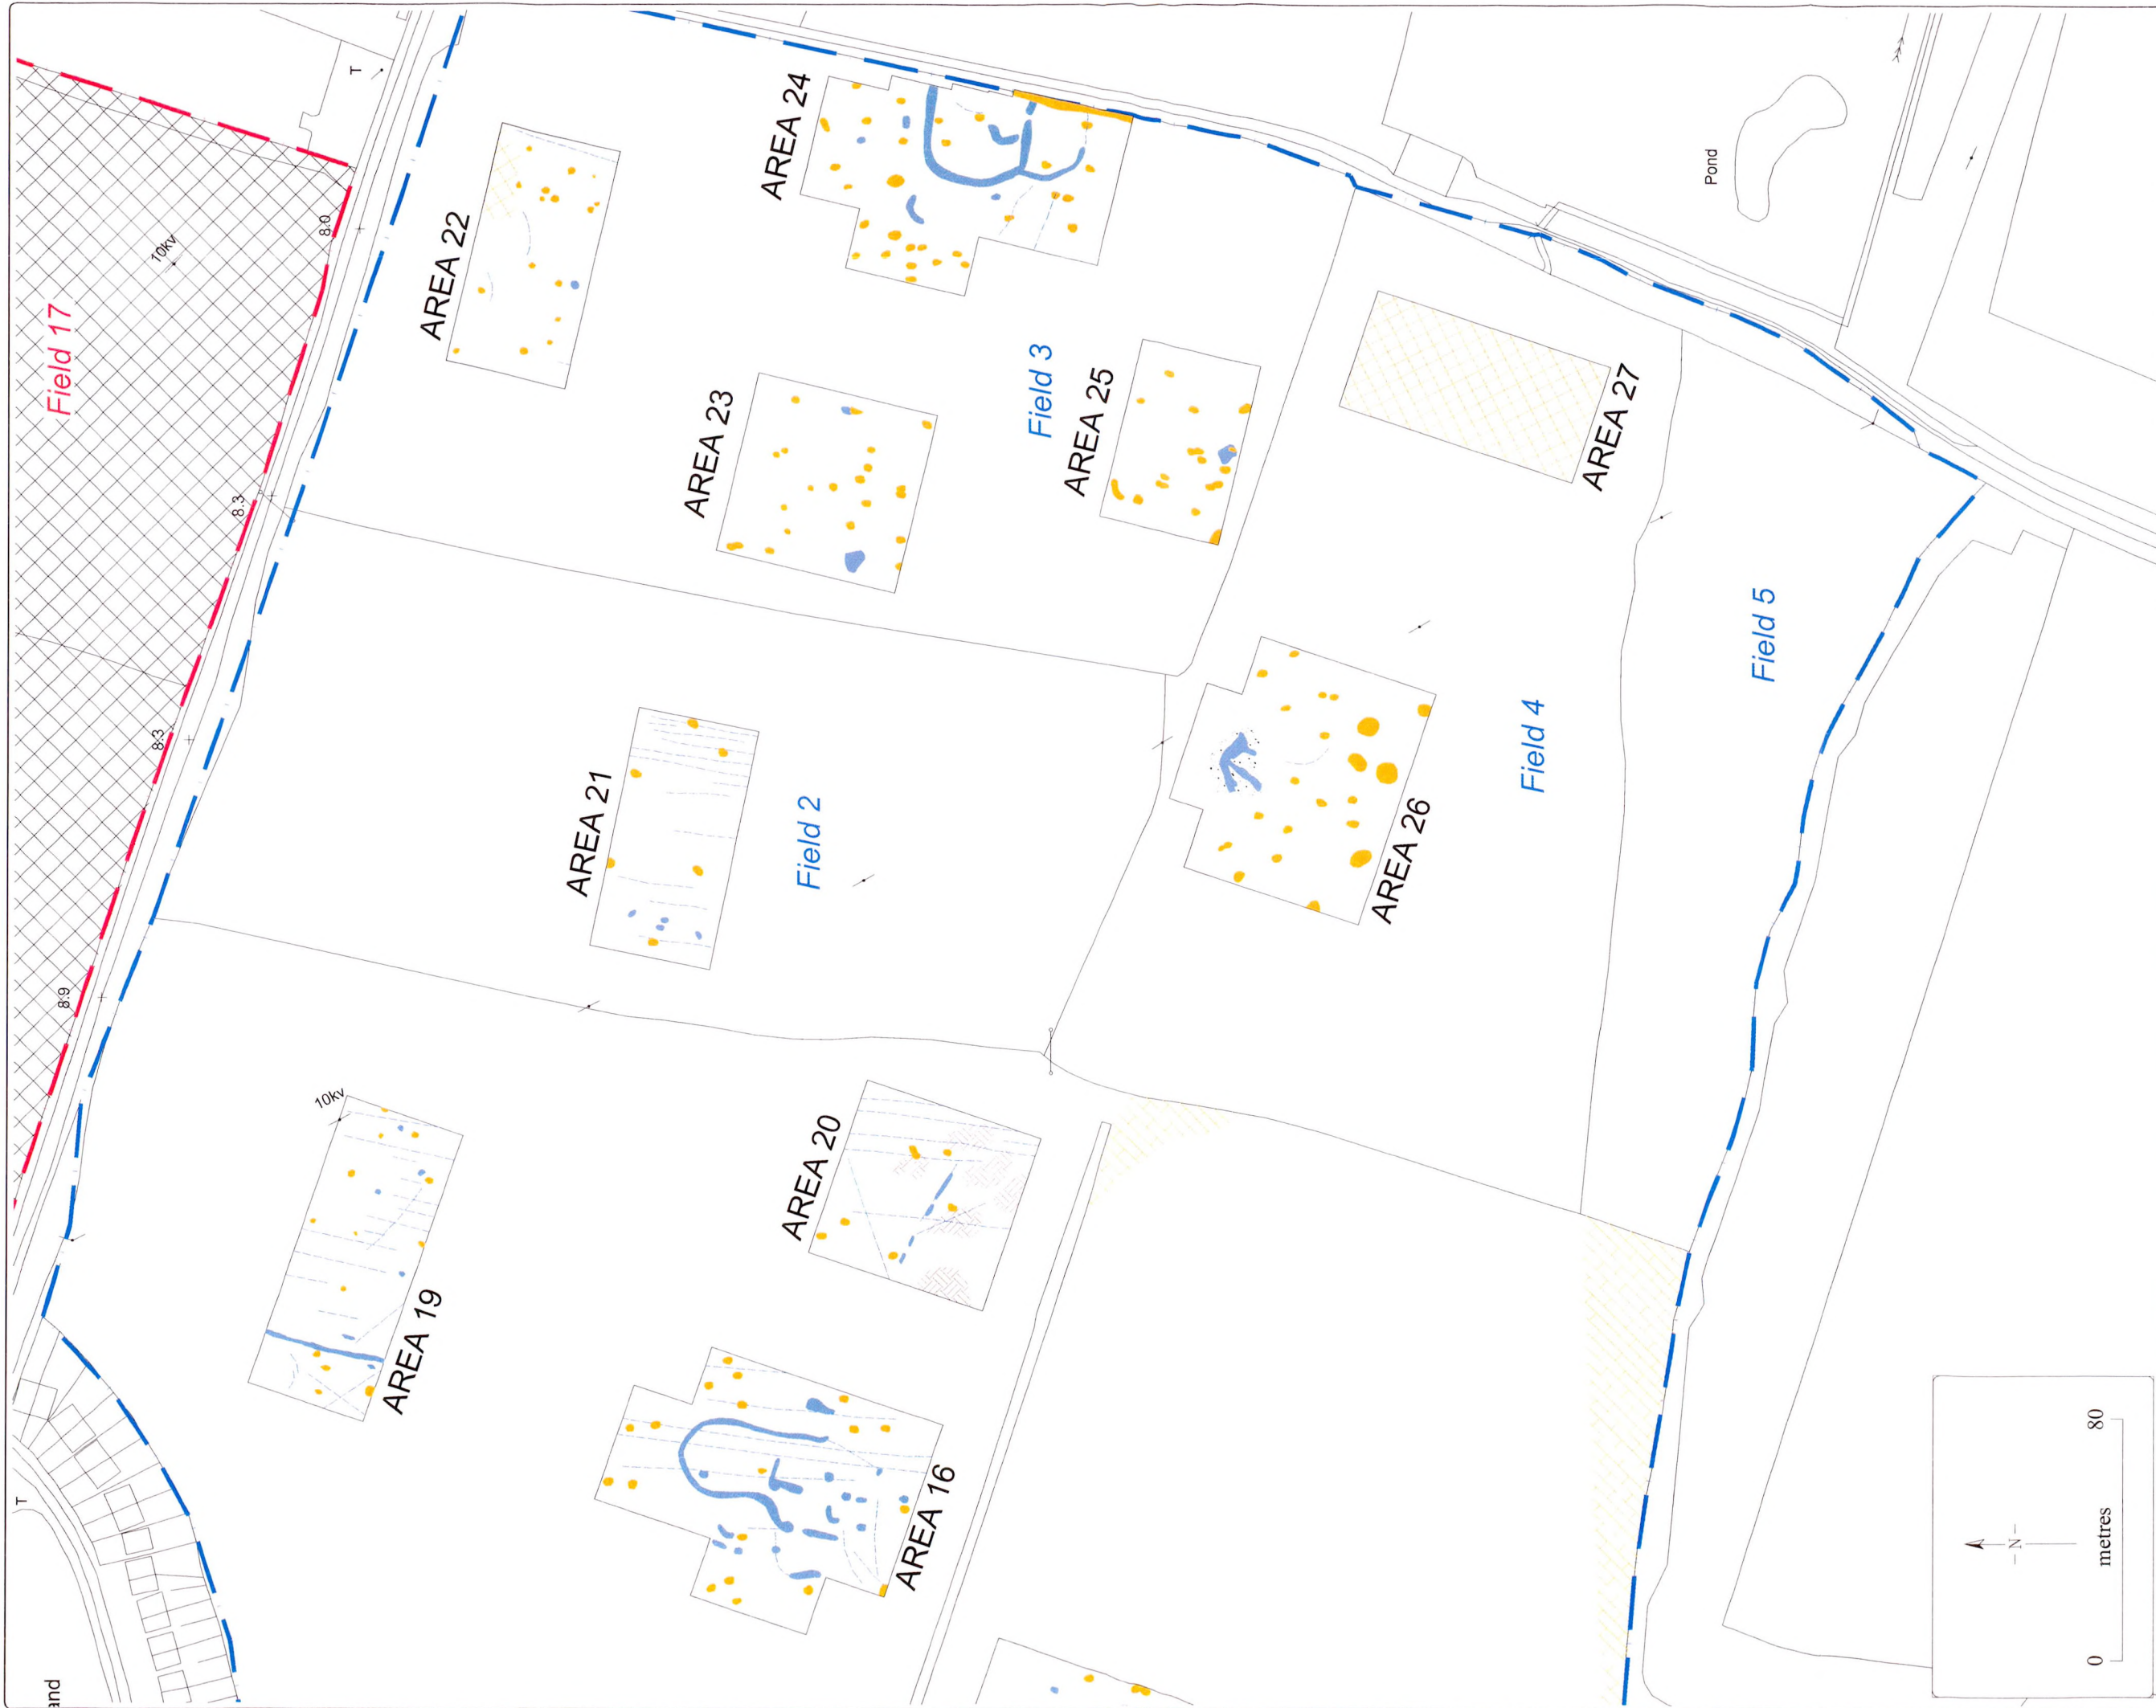 Field 17
10kv
8.0
8.3
8.3
8.9
T
AREA 22
AREA 24
AREA 23
Field 3
AREA 25
AREA 27
Pond
AREA 21
Field 2
AREA 26
Field 4
Field 5
10kv
AREA 19
AREA 20
AREA 16
T
and
-N-
0
80
metres